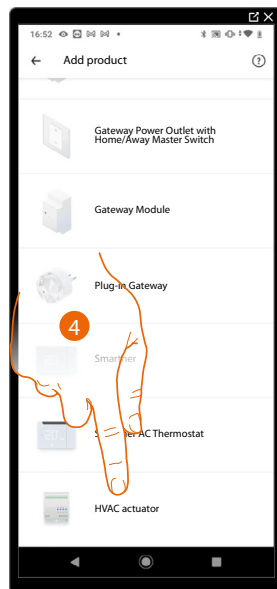 16:52
Add product
Gateway Power Outlet with
Home/Away Master Switch
Gateway Module
Plug-in Gateway
4
Smarther
AC Thermostat
HVAC actuator